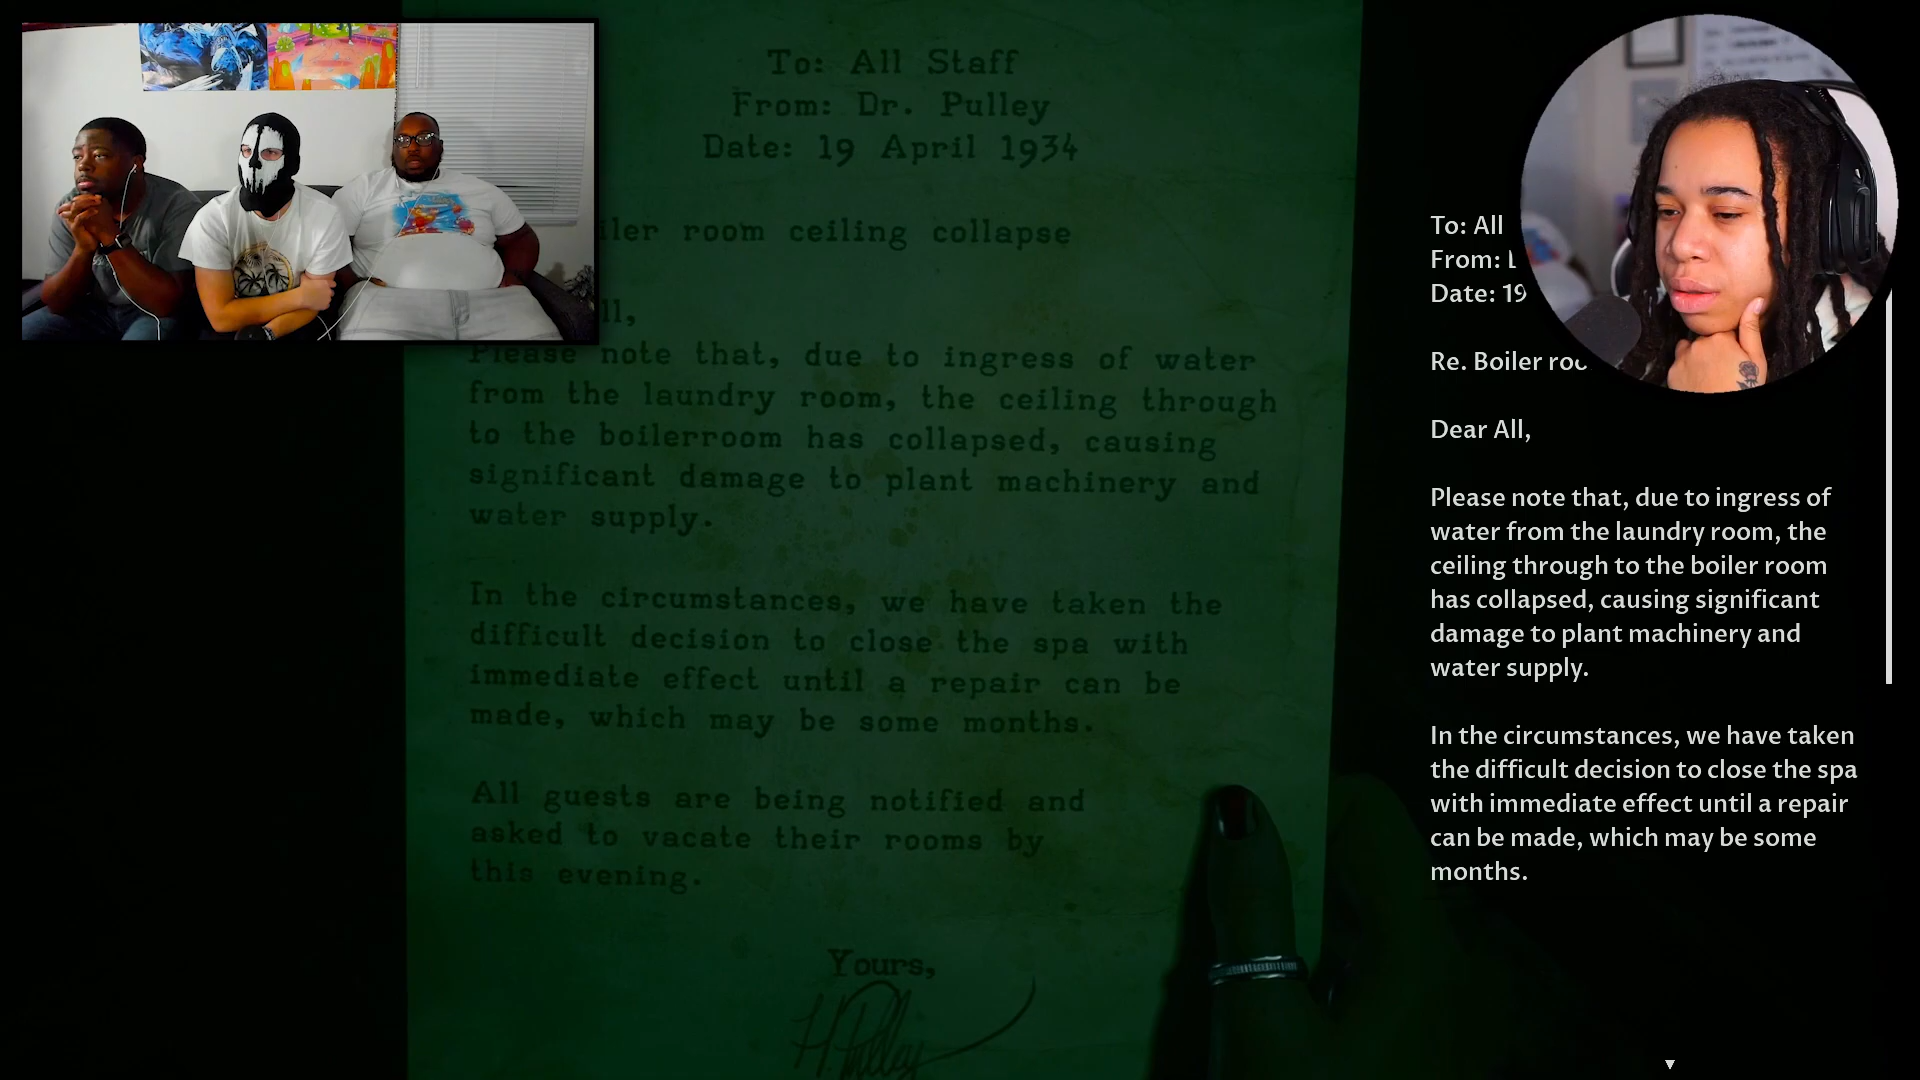 To: All Staff
From: Dr. Pulley
Date: 19 April 1934
room ceiling collapse
Please note that, due to ingress of water
from the laundry room, the ceiling through
to the boilerroom has collapsed, causing
significant damage to plant machinery and
water supply.
In the circumstances, we have taken the
difficult decision to close the spa with
immediate effect until a repair can be
made, which may be some months.
All guests are being notified and
asked to vacate their rooms by
this evening.
Yours,
H. Pulley
To: All
From:
Date: 19
Re. Boiler
Dear All,
Please note that, due to ingress of
water from the laundry room, the
ceiling through to the boiler room
has collapsed, causing significant
damage to plant machinery and
water supply.
In the circumstances, we have taken
the difficult decision to close the spa
with immediate effect until a repair
can be made, which may be some
months.